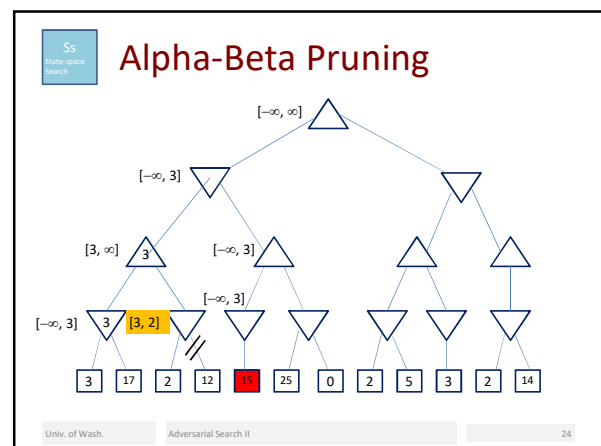 Ss
State-space
Search
Alpha-Beta Pruning
[−∞, ∞]
[−∞, 3]
[3, ∞] 3 [−∞, 3]
[−∞, 3]
[−∞, 3] 3 [3, 2]
3 17 2 12 15 25 0 2 5 3 2 14
Univ. of Wash. Adversarial Search II 24